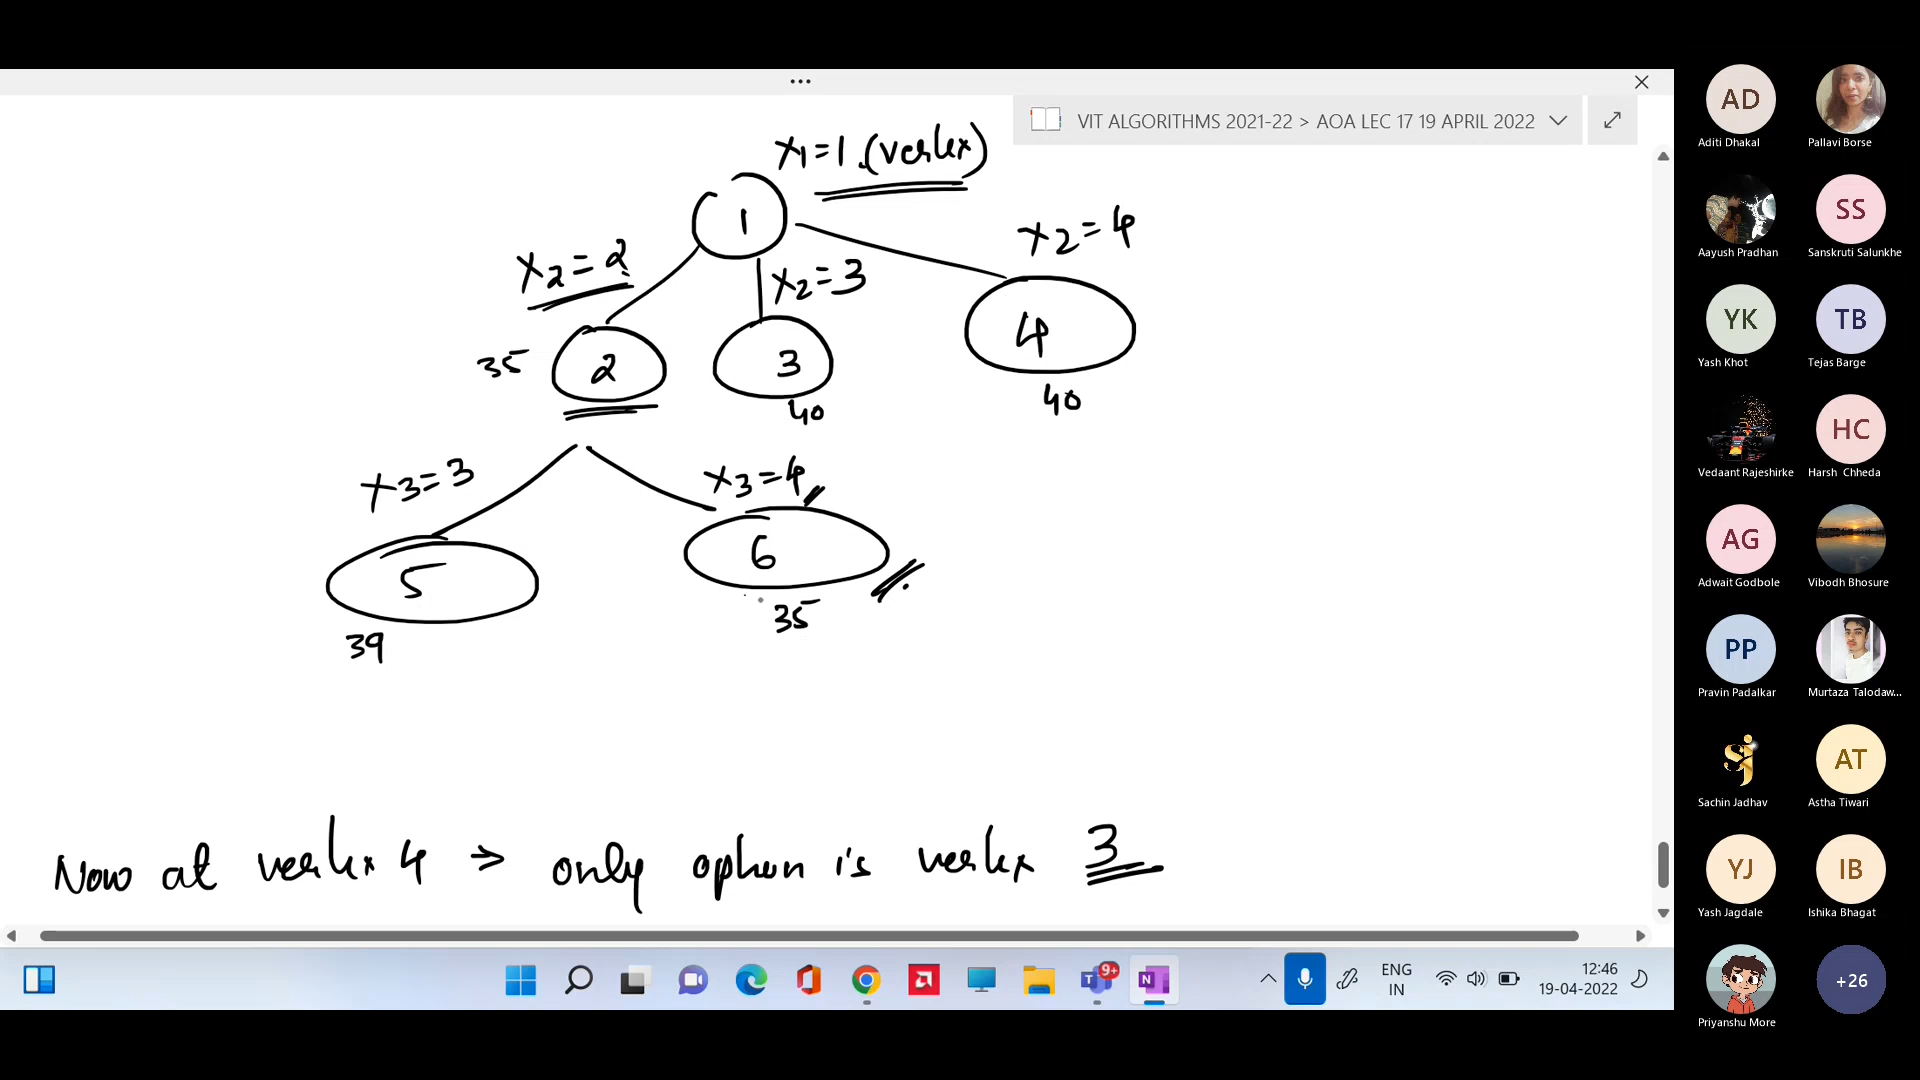 VIT ALGORITHMS 2021-22 > AOA LEC 17 19 APRIL 2022
X1=1 (vertex)
1
X2=2
X2=3
X2=4
35
2
3
4
40
40
X3=3
X3=4
5
6
39
35
Now at vertex 4 → only option is vertex 3
AD
Aditi Dhakal
Pallavi Borse
Aayush Pradhan
SS
Sanskruti Salunkhe
YK
Yash Khot
TB
Tejas Barge
Vedaant Rajeshirke
HC
Harsh Chheda
AG
Adwait Godbole
Vibodh Bhosure
PP
Pravin Padalkar
Murtaza Talodaw...
Sj
Sachin Jadhav
AT
Astha Tiwari
YJ
Yash Jagdale
IB
Ishika Bhagat
Priyanshu More
+26
9+
N
ENG
IN
12:46
19-04-2022